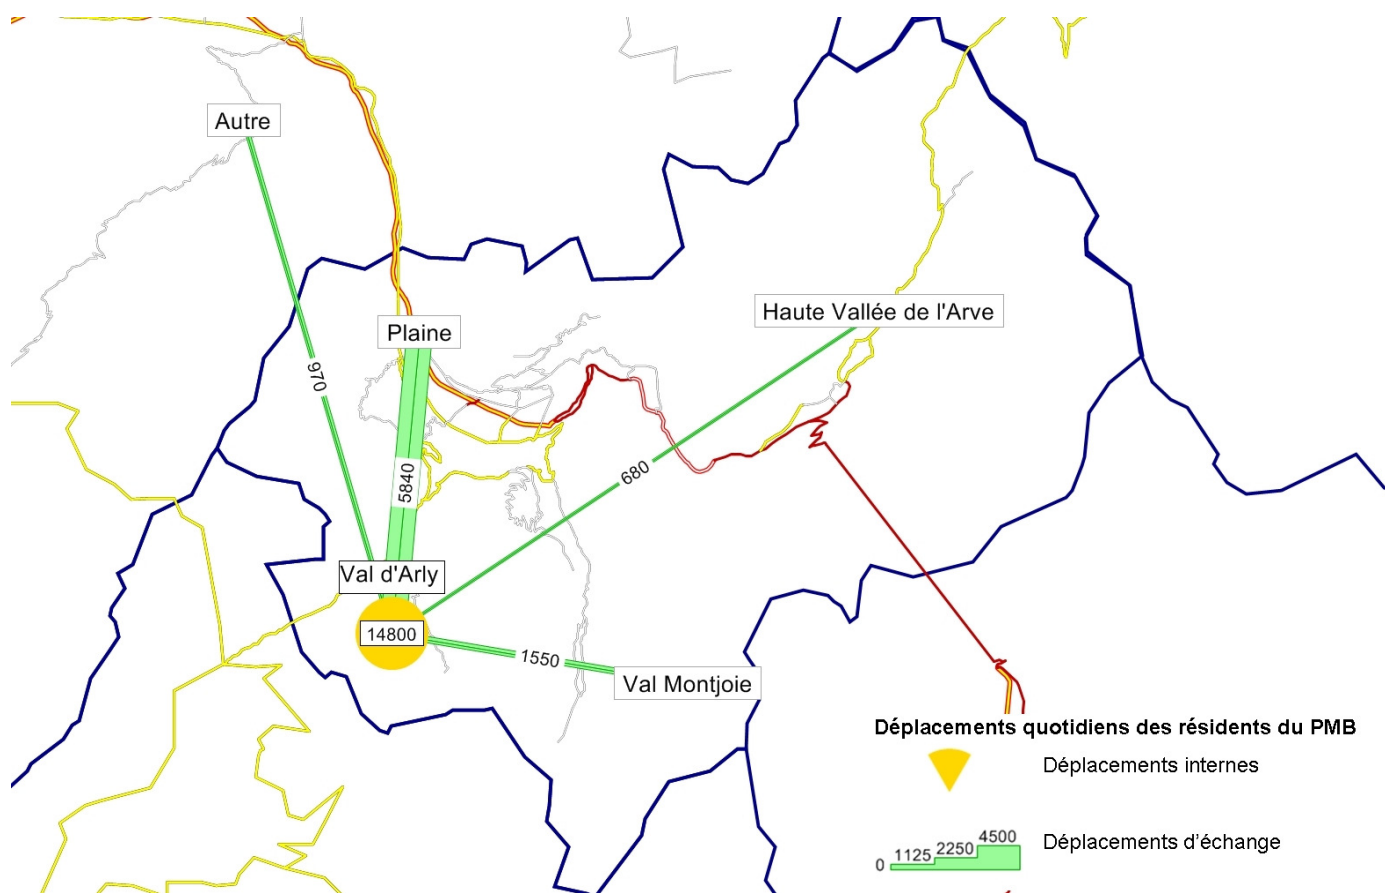 Autre
Haute Vallée de l'Arve
Plaine
970
5840
680
Val d'Arly
14800
1550
Val Montjoie
Déplacements quotidiens des résidents du PMB
Déplacements internes
0 1125 2250 4500
Déplacements d'échange